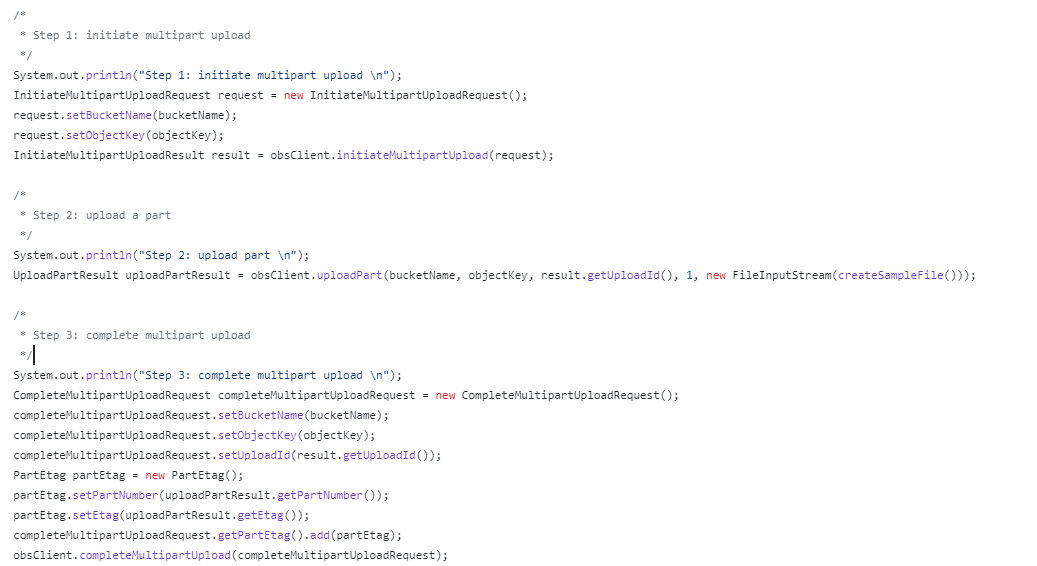 /*
 * Step 1: initiate multipart upload
 */
System.out.println("Step 1: initiate multipart upload \n");
InitiateMultipartUploadRequest request = new InitiateMultipartUploadRequest();
request.setBucketName(bucketName);
request.setObjectKey(objectKey);
InitiateMultipartUploadResult result = obsClient.initiateMultipartUpload(request);

/*
 * Step 2: upload a part
 */
System.out.println("Step 2: upload part \n");
UploadPartResult uploadPartResult = obsClient.uploadPart(bucketName, objectKey, result.getUploadId(), 1, new FileInputStream(createSampleFile()));

/*
 * Step 3: complete multipart upload
 */
System.out.println("Step 3: complete multipart upload \n");
CompleteMultipartUploadRequest completeMultipartUploadRequest = new CompleteMultipartUploadRequest();
completeMultipartUploadRequest.setBucketName(bucketName);
completeMultipartUploadRequest.setObjectKey(objectKey);
completeMultipartUploadRequest.setUploadId(result.getUploadId());
PartEtag partEtag = new PartEtag();
partEtag.setPartNumber(uploadPartResult.getPartNumber());
partEtag.setEtag(uploadPartResult.getEtag());
completeMultipartUploadRequest.getPartEtag().add(partEtag);
obsClient.completeMultipartUpload(completeMultipartUploadRequest);